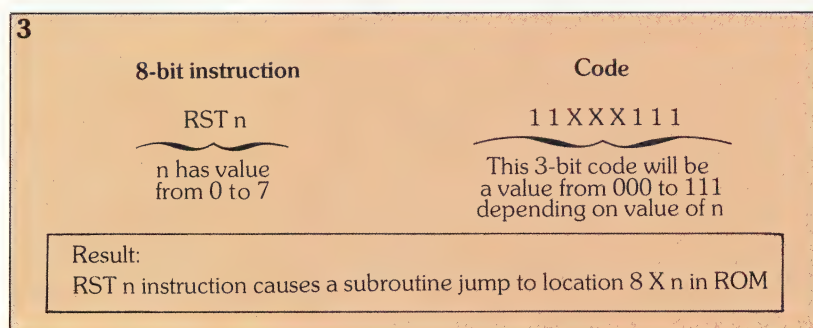 3
8-bit instruction
Code
RST n
1 1 X X X 1 1 1
n has value
from 0 to 7
This 3-bit code will be
a value from 000 to 111
depending on value of n
Result:
RST n instruction causes a subroutine jump to location 8 X n in ROM